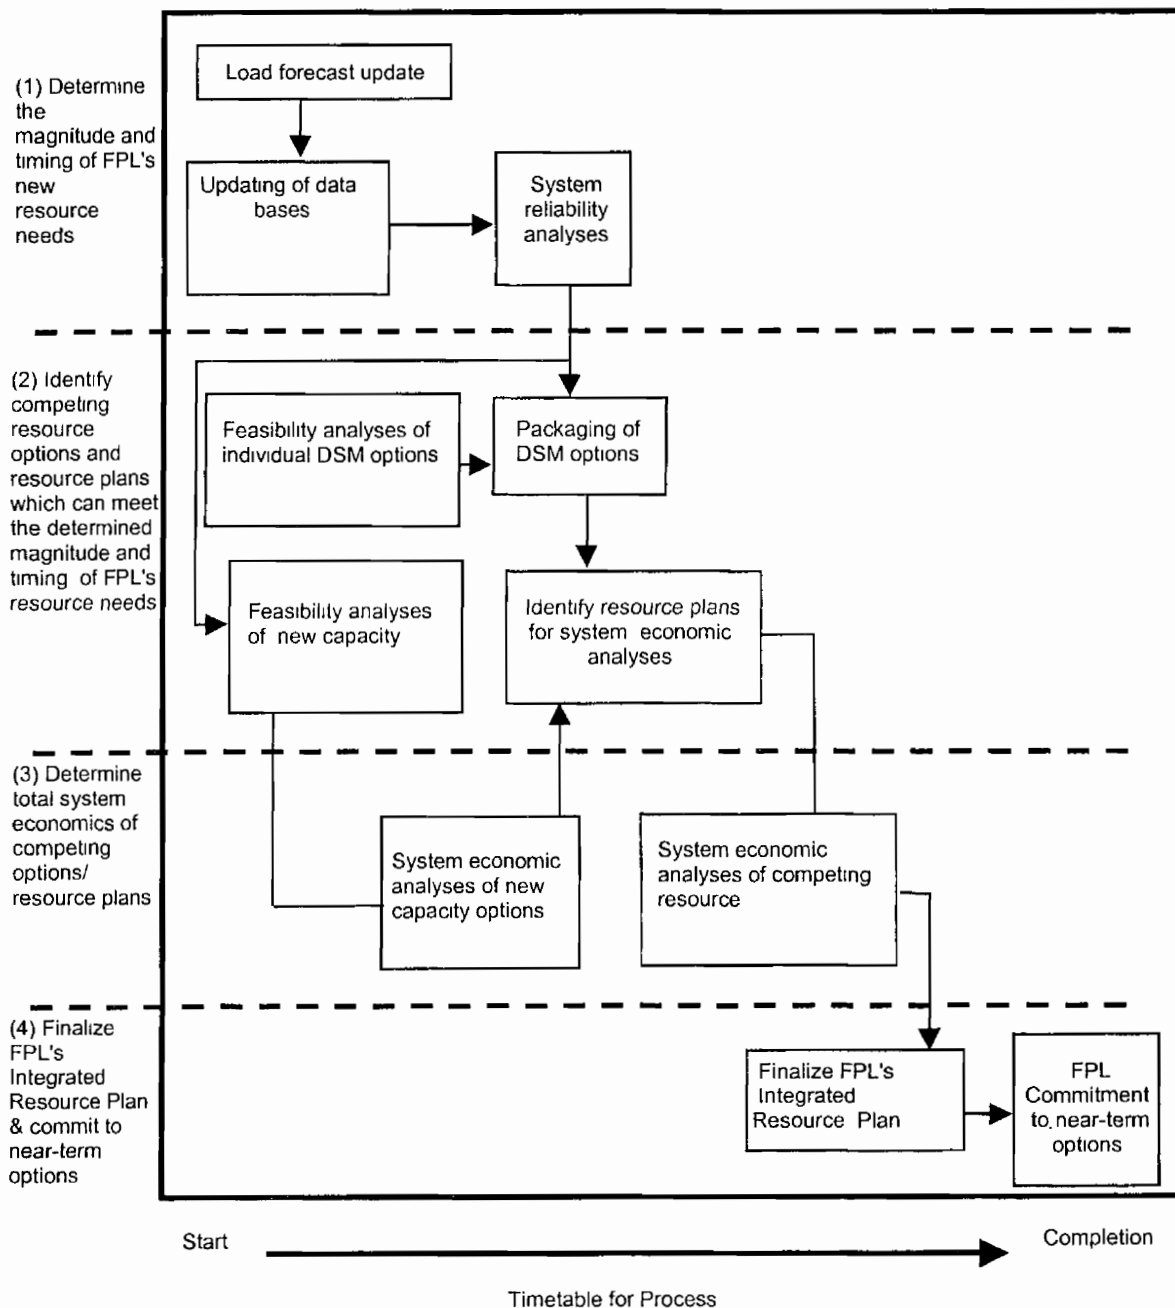 Load forecast update
(1) Determine
the
magnitude and
timing of FPL's
new
resource
needs
Updating of data
bases
System
reliability
analyses
(2) Identify
competing
resource
options and
resource plans
which can meet
the determined
magnitude and
timing of FPL's
resource needs
Feasibility analyses of
individual DSM options
Packaging of
DSM options
Feasibility analyses
of new capacity
Identify resource plans
for system economic
analyses
(3) Determine
total system
economics of
competing
options/
resource plans
System economic
analyses of new
capacity options
System economic
analyses of competing
resource
(4) Finalize
FPL's
Integrated
Resource Plan
& commit to
near-term
options
Finalize FPL's
Integrated
Resource Plan
FPL
Commitment
to near-term
options
Start
Completion
Timetable for Process